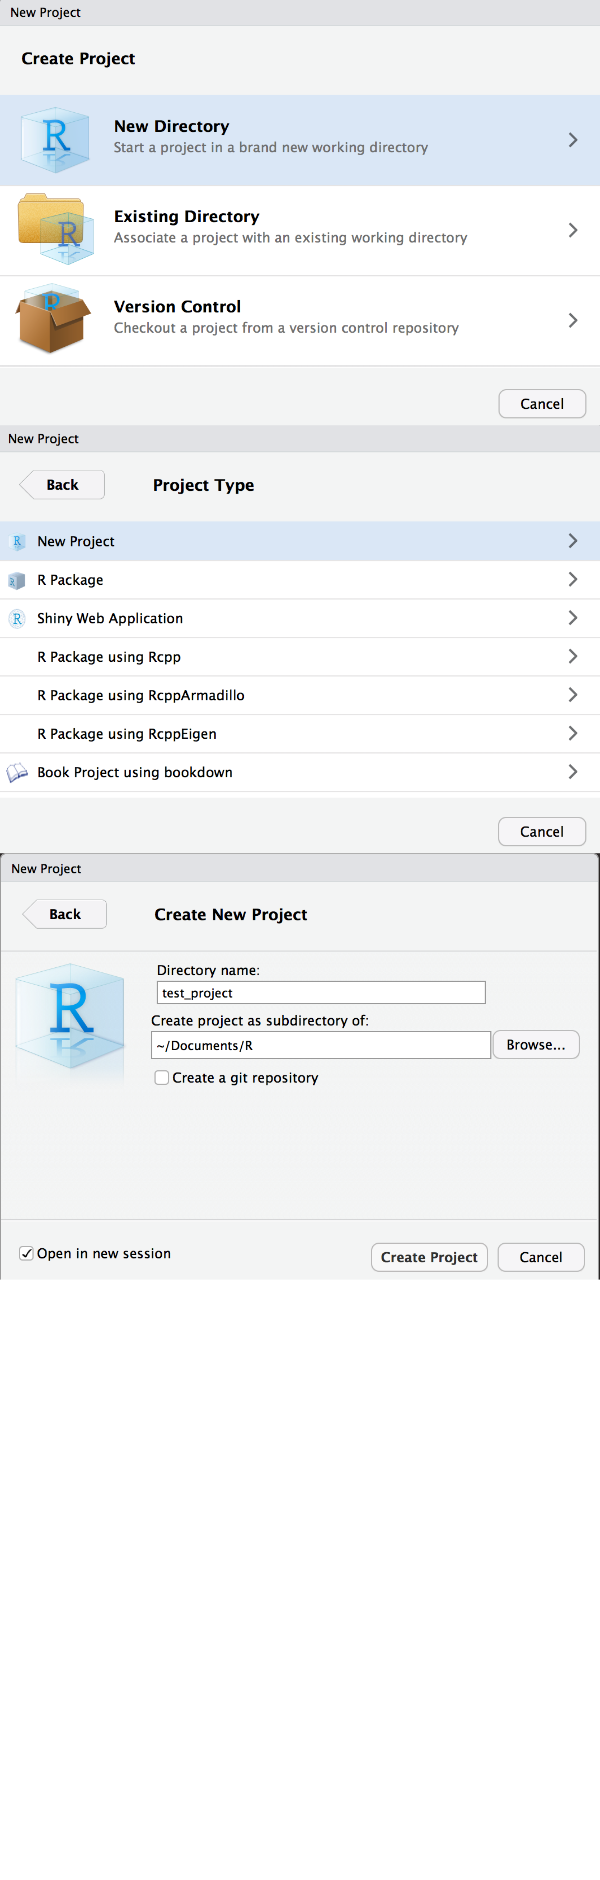 New Project
Create Project
New Directory
Start a project in a brand new working directory
Existing Directory
Associate a project with an existing working directory
Version Control
Checkout a project from a version control repository
Cancel
New Project
Back Project Type
New Project
R Package
Shiny Web Application
R Package using Rcpp
R Package using RcppArmadillo
R Package using RcppEigen
Book Project using bookdown
Cancel
New Project
Back Create New Project
Directory name:
test_project
Create project as subdirectory of:
~/Documents/R Browse...
Create a git repository
Open in new session Create Project Cancel